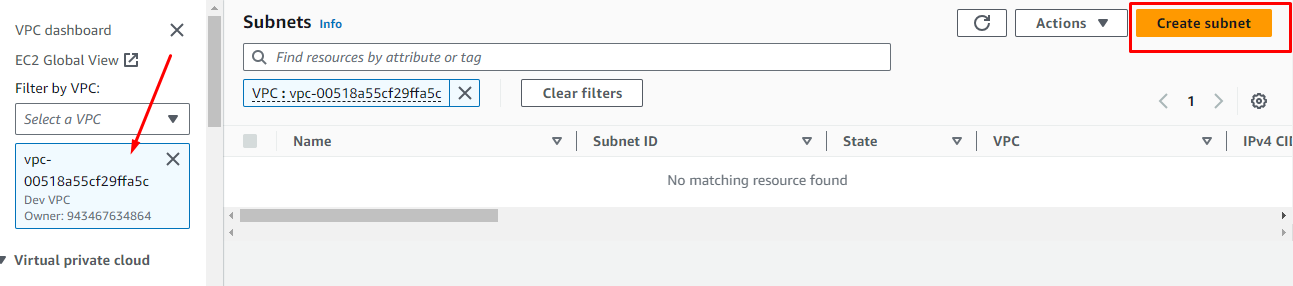 VPC dashboard
EC2 Global View
Filter by VPC:
Select a VPC
vpc-
00518a55cf29ffa5c
Dev VPC
Owner: 943467634864
Virtual private cloud
Subnets Info
Actions
Create subnet
Find resources by attribute or tag
VPC : vpc-00518a55cf29ffa5c
Clear filters
1
Name Subnet ID State VPC IPv4 CID
No matching resource found